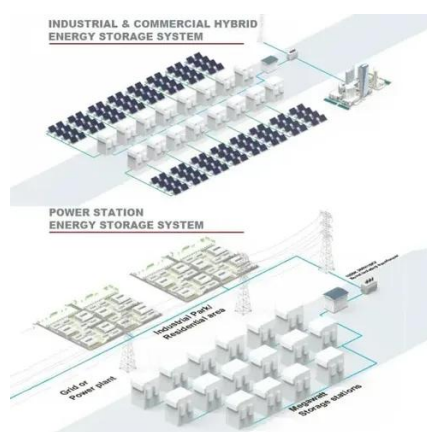 INDUSTRIAL & COMMERCIAL HYBRID
ENERGY STORAGE SYSTEM
POWER STATION
ENERGY STORAGE SYSTEM
Industrial Park/
Residential area
Grid or
Power plant
Megawatt
Storage stations